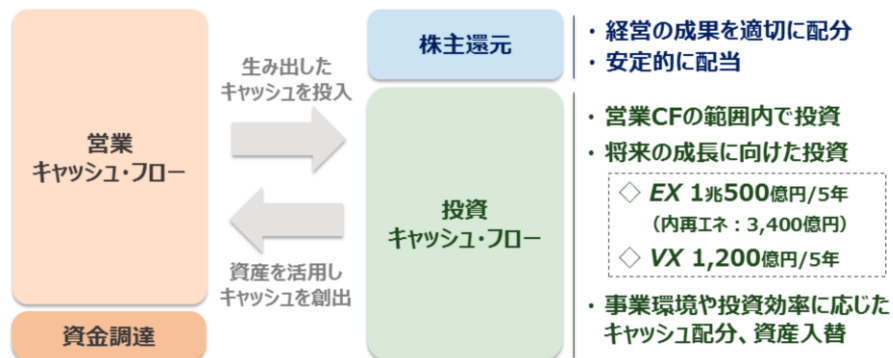 営業
キャッシュ・フロー
資金調達
生み出した
キャッシュを投入
資産を活用し
キャッシュを創出
株主還元
投資
キャッシュ・フロー
・経営の成果を適切に配分
・安定的に配当
・営業CFの範囲内で投資
・将来の成長に向けた投資
◇ EX 1兆500億円/5年
（内再エネ：3,400億円）
◇ VX 1,200億円/5年
・事業環境や投資効率に応じた
キャッシュ配分、資産入替